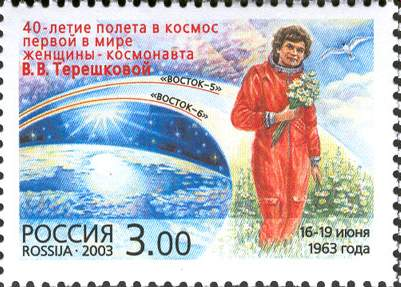 40-летие полета в космос
первой в мире
женщины-космонавта
В.В. Терешковой
«ВОСТОК-5»
«ВОСТОК-6»
16-19 июня
1963 года
РОССИЯ 3.00
ROSSIJA • 2003